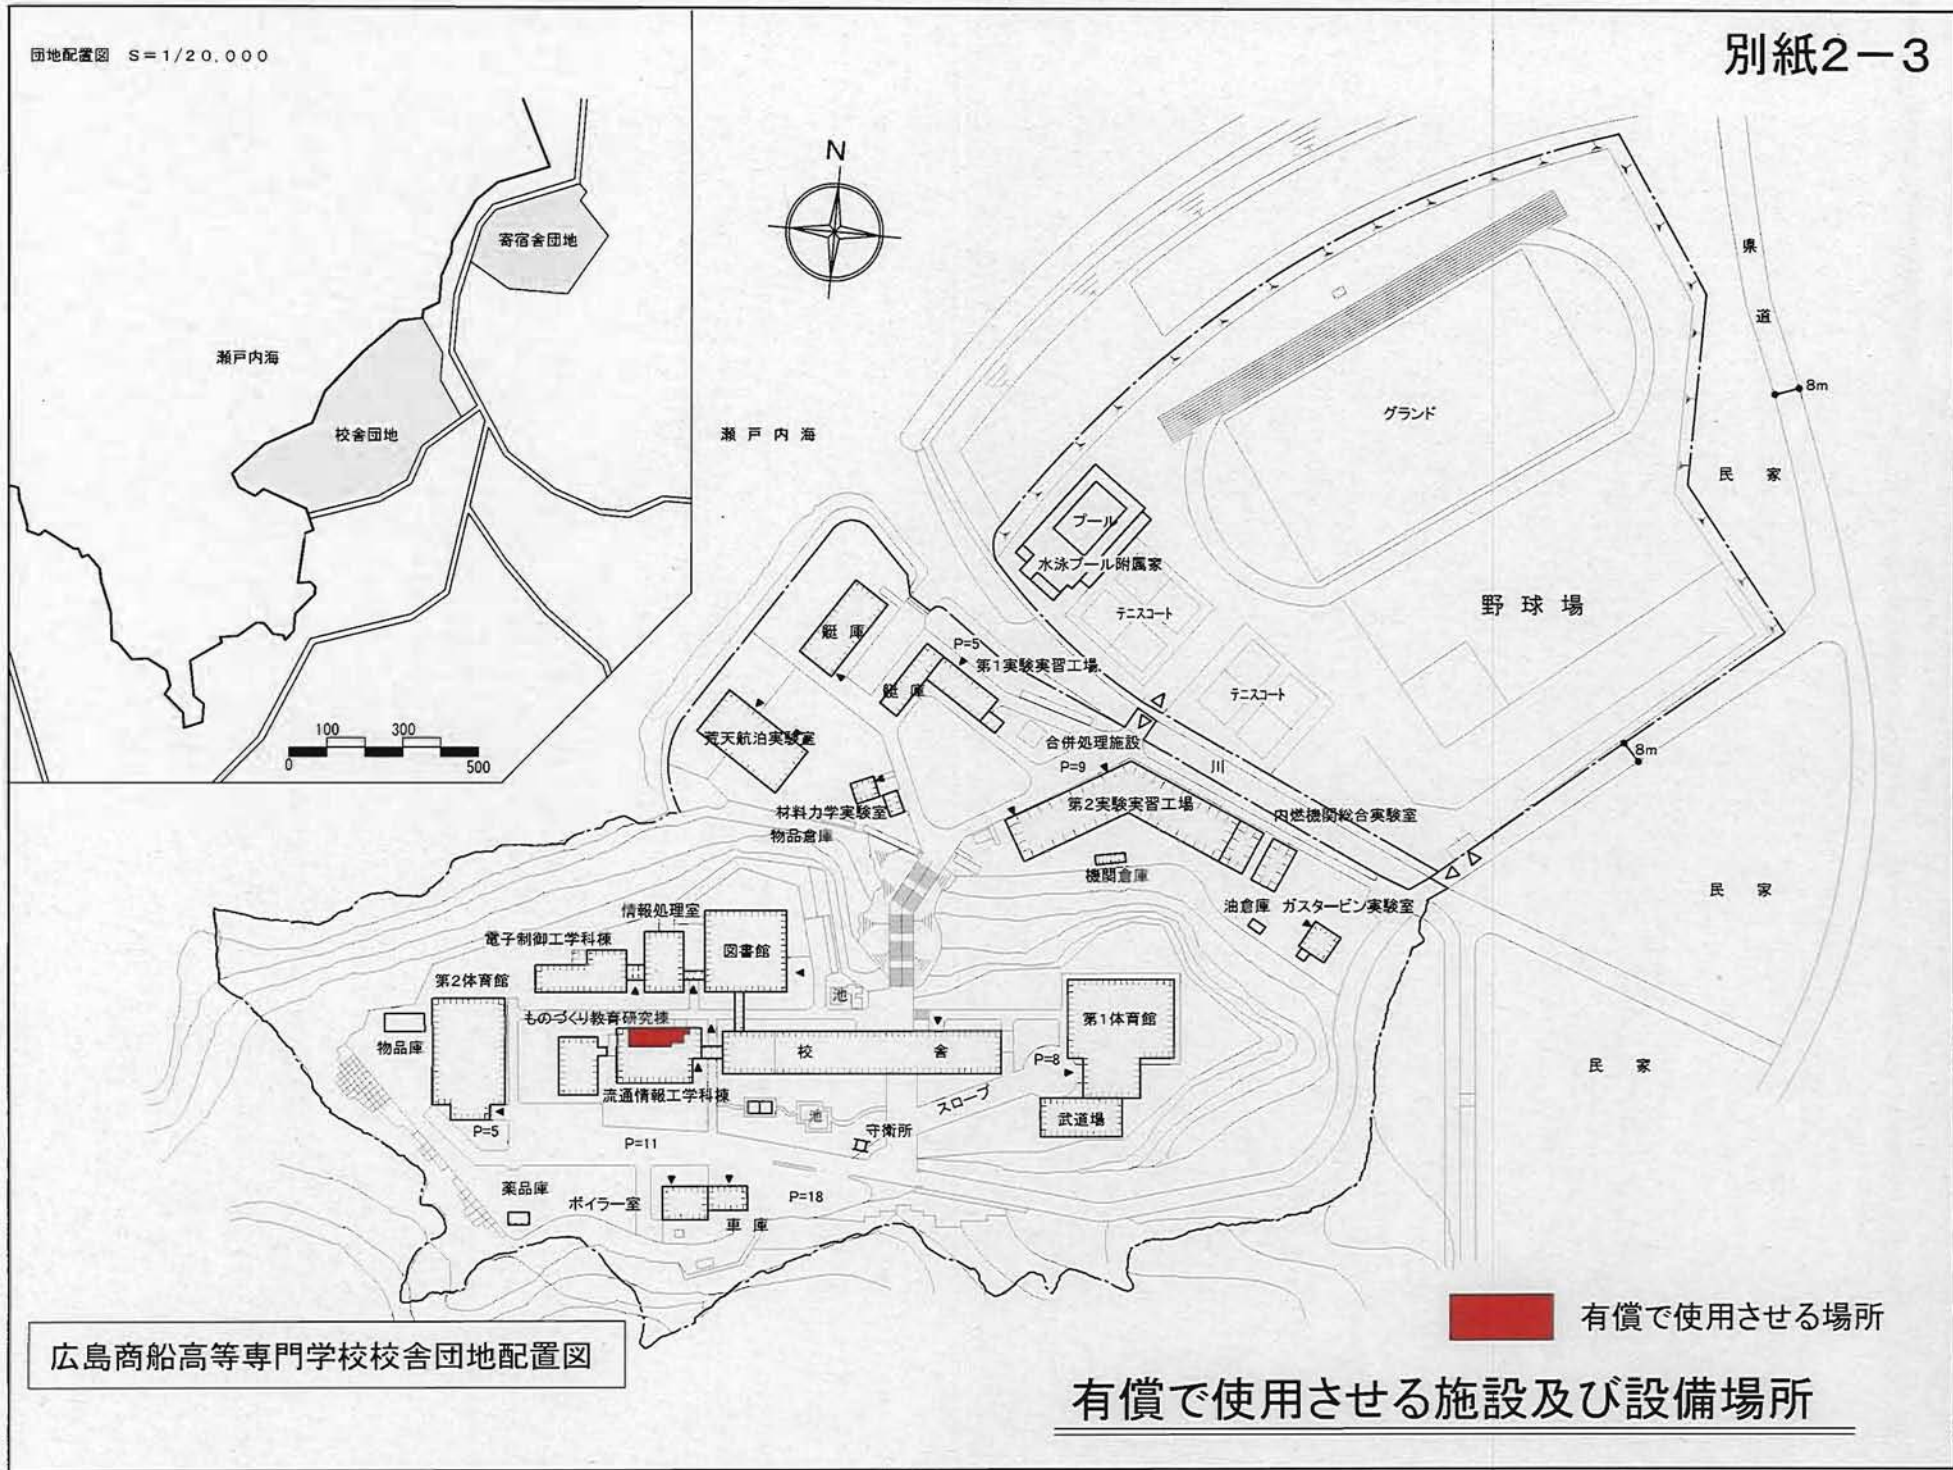 別紙2-3
団地配置図 S=1/20,000
寄宿舎団地
瀬戸内海
校舎団地
100 300
0 500
N
県道
8m
グランド
瀬戸内海
民家
プール
水泳プール附属家
テニスコート
野球場
艇庫
P=5
第1実験実習工場
艇庫
テニスコート
荒天航泊実験室
合併処理施設
8m
P=9
川
第2実験実習工場
材料力学実験室
内燃機関総合実験室
物品倉庫
機関倉庫
民家
油倉庫 ガスタービン実験室
情報処理室
電子制御工学科棟
図書館
第2体育館
池
ものづくり教育研究棟
第1体育館
物品庫
校舎
P=8
民家
流通情報工学科棟
スロープ
池
武道場
守衛所
P=5
P=11
薬品庫
ボイラー室
P=18
車庫
有償で使用させる場所
広島商船高等専門学校校舎団地配置図
有償で使用させる施設及び設備場所